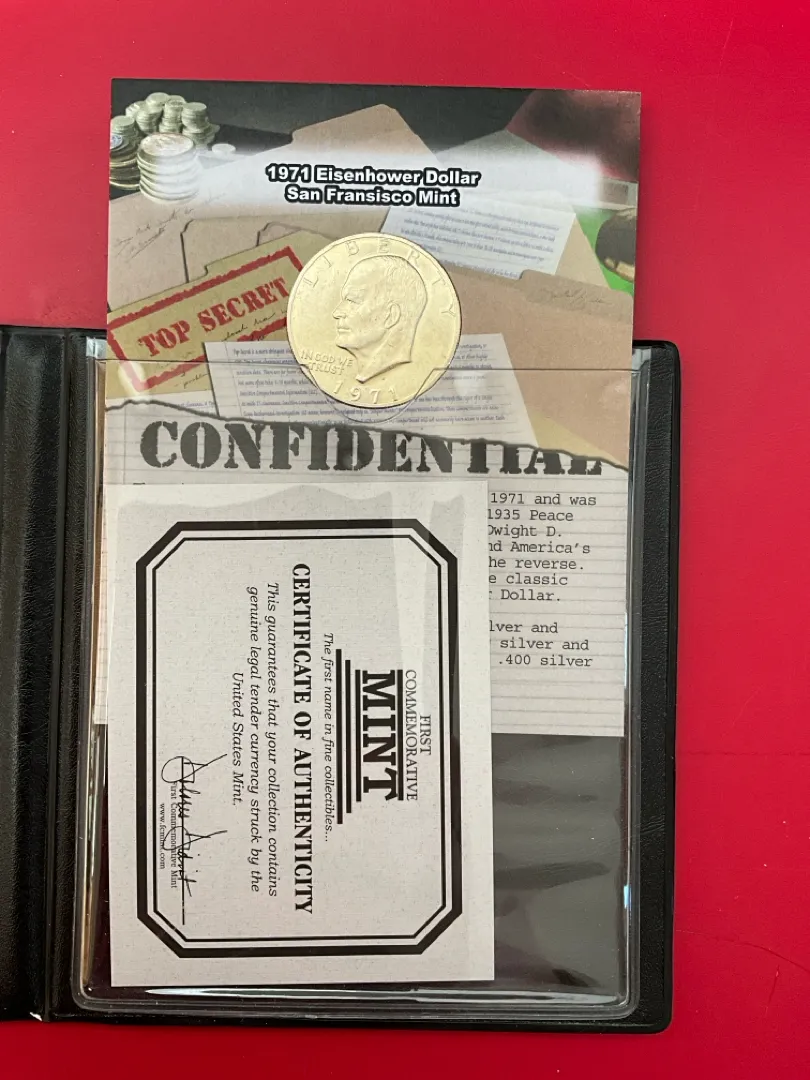 1971 Eisenhower Dollar
San Fransisco Mint
TOP SECRET
LIBERTY
IN GOD WE
TRUST
1971
CONFIDENTIAL
1971 and was
1935 Peace
Dwight D.
nd America's
he reverse.
e classic
r Dollar.
lver and
silver and
.400 silver
FIRST
COMMEMORATIVE
MINT
The first name in fine collectibles...
CERTIFICATE OF AUTHENTICITY
This guarantees that your collection contains
genuine legal tender currency struck by the
United States Mint.
First Commemorative Mint
www.fcmint.com